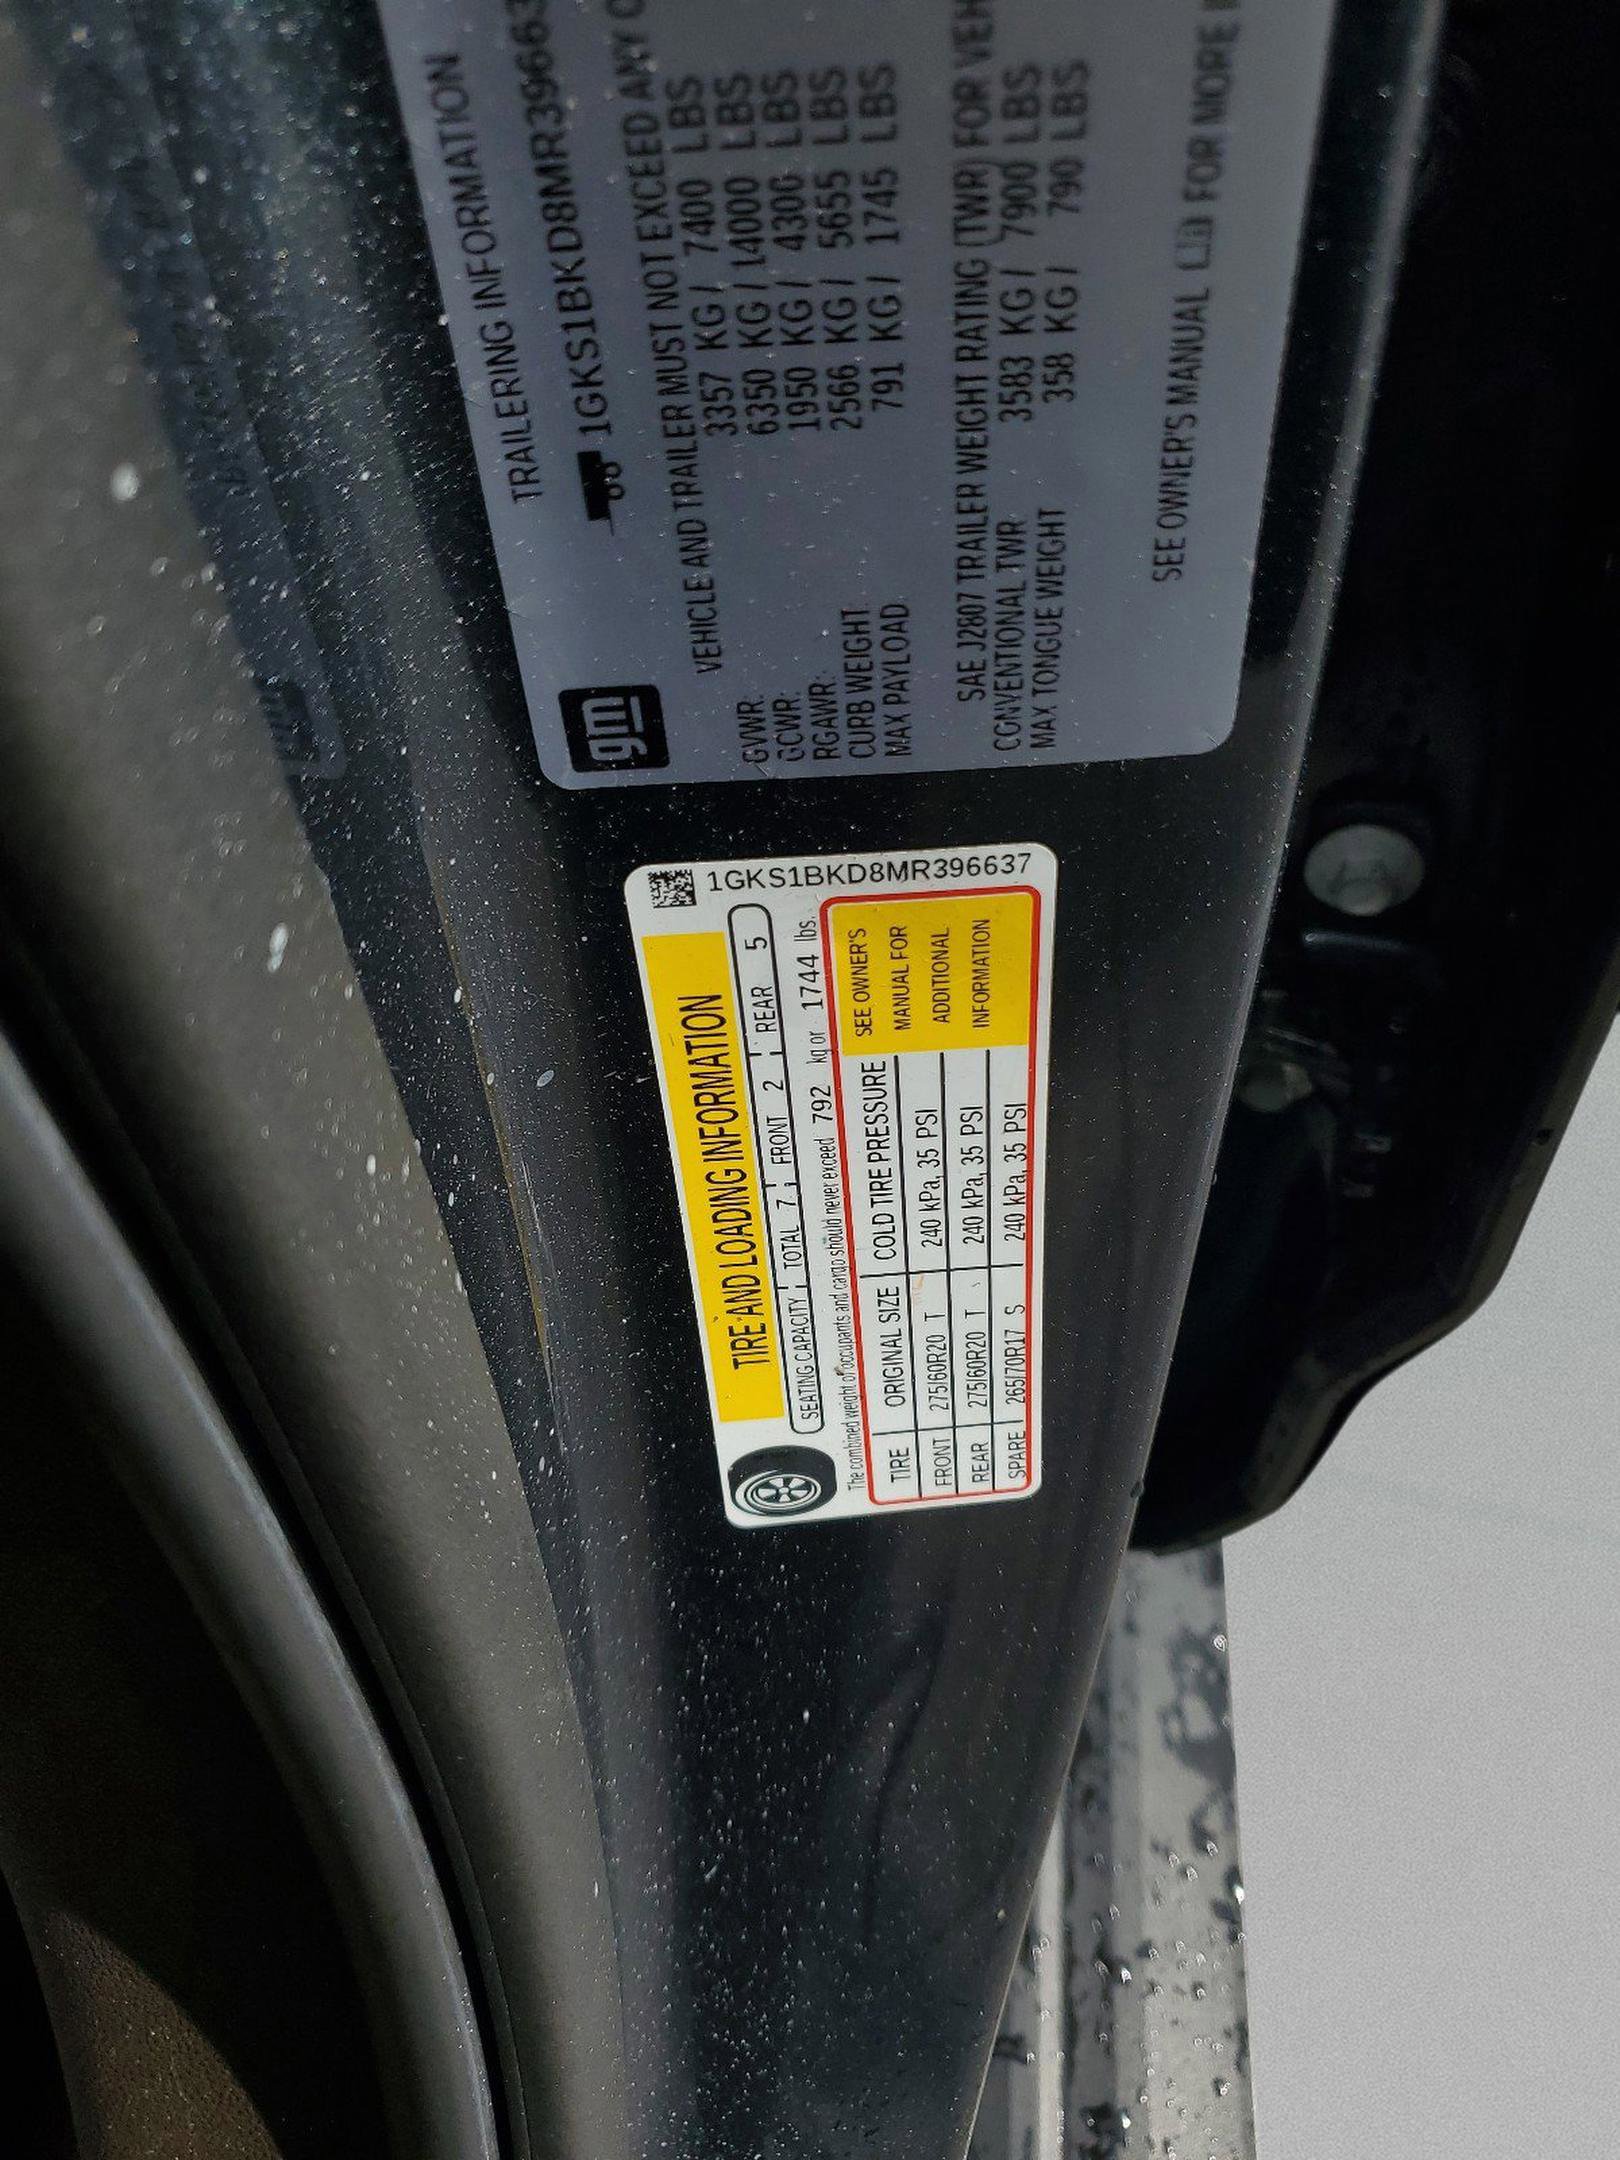 TRAILERING INFORMATION
1GKS1BKD8MR39663
VEHICLE AND TRAILER MUST NOT EXCEED ANY O
gm
GVWR: 3357 KG / 7400 LBS
GCWR: 6350 KG / 14000 LBS
RGAWR: 1950 KG / 4300 LBS
CURB WEIGHT 2566 KG / 5655 LBS
MAX PAYLOAD 791 KG / 1745 LBS
SAE J2807 TRAILER WEIGHT RATING (TWR) FOR VEH
CONVENTIONAL TWR 3583 KG / 7900 LBS
MAX TONGUE WEIGHT 358 KG / 790 LBS
SEE OWNER'S MANUAL FOR MORE
TIRE AND LOADING INFORMATION
SEATING CAPACITY TOTAL 7 FRONT 2 REAR 5
The combined weight of occupants and cargo should never exceed 792 kg or 1744 lbs.
TIRE ORIGINAL SIZE COLD TIRE PRESSURE
FRONT 275/60R20 T 240 kPa, 35 PSI
REAR 275/60R20 T 240 kPa, 35 PSI
SPARE 265/70R17 S 240 kPa, 35 PSI
SEE OWNER'S
MANUAL FOR
ADDITIONAL
INFORMATION
1GKS1BKD8MR396637